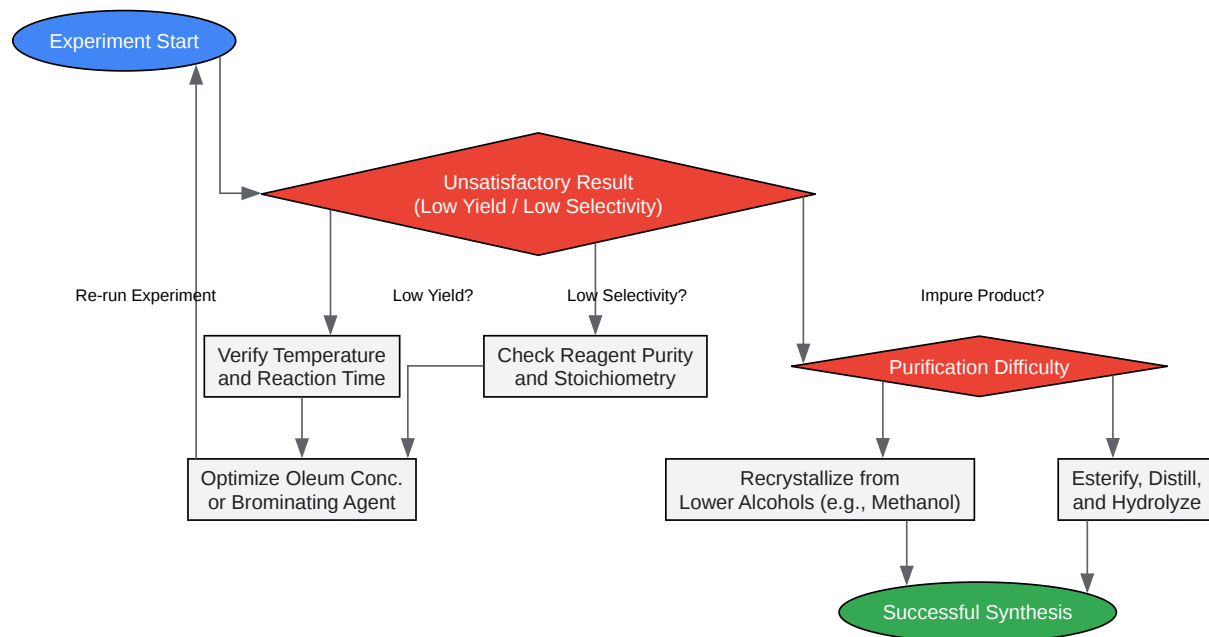 Experiment Start
Unsatisfactory Result
(Low Yield / Low Selectivity)
Re-run Experiment
Low Yield?
Low Selectivity?
Impure Product?
Verify Temperature
and Reaction Time
Check Reagent Purity
and Stoichiometry
Purification Difficulty
Optimize Oleum Conc.
or Brominating Agent
Recrystallize from
Lower Alcohols (e.g., Methanol)
Esterify, Distill,
and Hydrolyze
Successful Synthesis